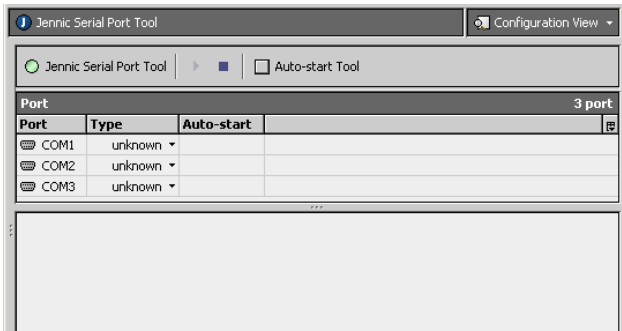 Jennic Serial Port Tool
Configuration View
Jennic Serial Port Tool
Auto-start Tool
Port 3 port
Port Type Auto-start
COM1 unknown
COM2 unknown
COM3 unknown